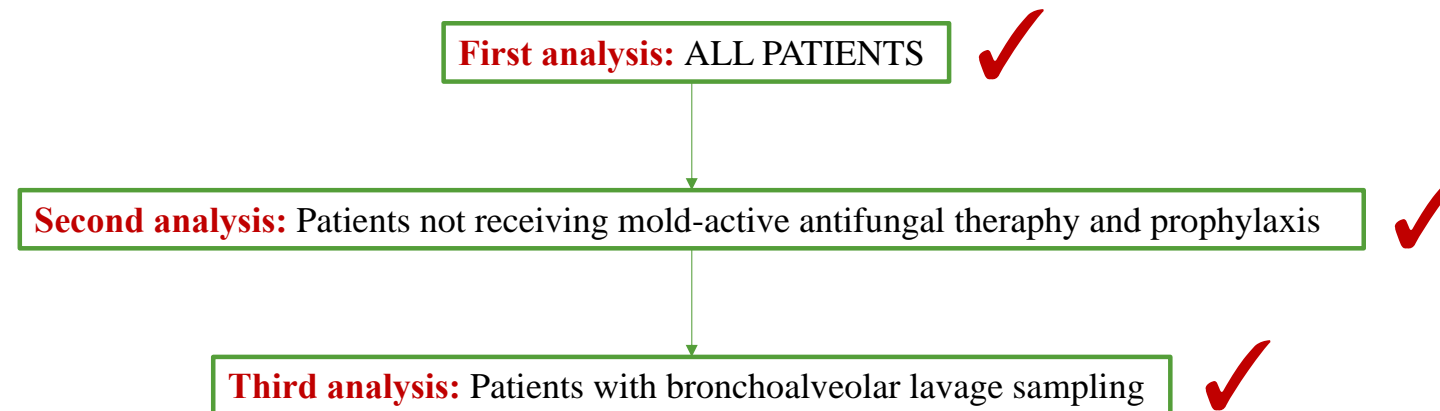 First analysis: ALL PATIENTS
Second analysis: Patients not receiving mold-active antifungal theraphy and prophylaxis
Third analysis: Patients with bronchoalveolar lavage sampling